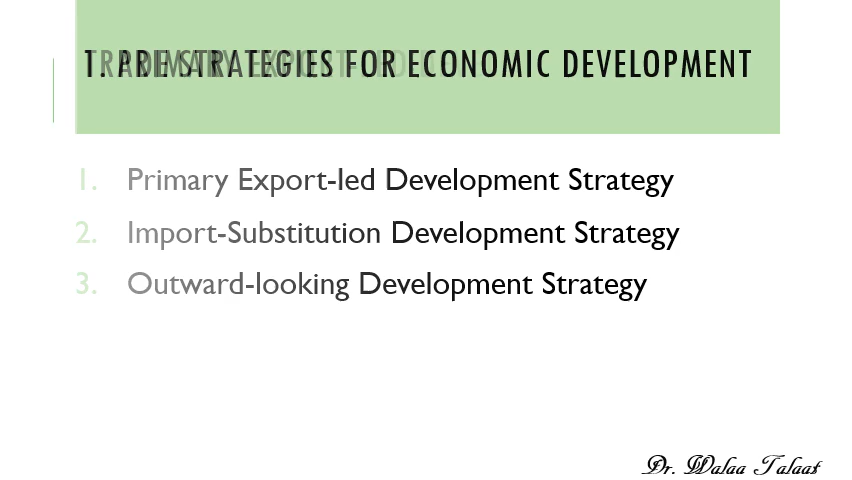 STRATEGIES FOR ECONOMIC DEVELOPMENT
1. Primary Export-led Development Strategy
2. Import-Substitution Development Strategy
3. Outward-looking Development Strategy
Dr. Walaa Talaat